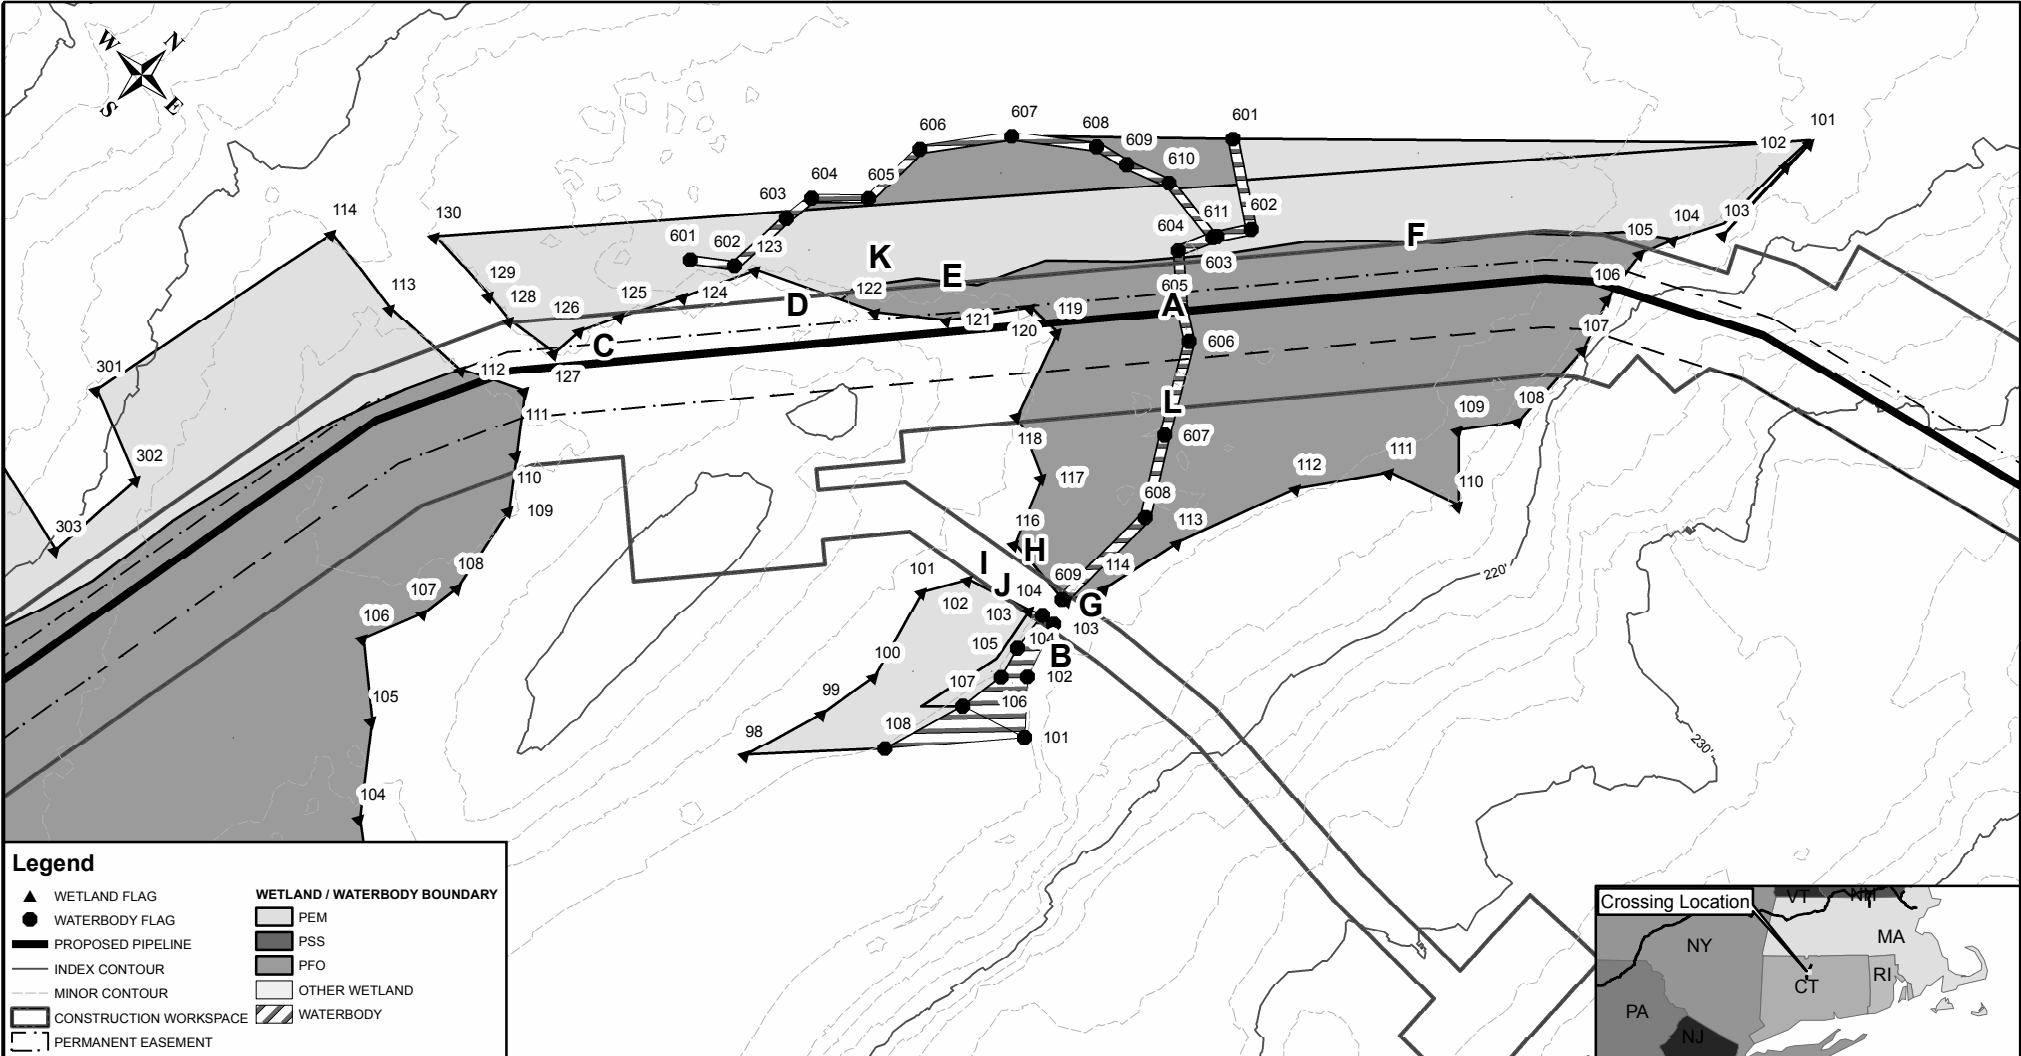 W N
S E
607
601
606
608
101
609
102
610
604
605
603
114
130
611
602
104
103
601
602
123
604
105
K
F
603
113
129
124
E
106
128
125
122
605
126
D
A
119
121
107
120
C
606
301
112
127
111
L
108
109
118
607
302
112
111
117
110
110
608
109
303
116
113
H
108
I
114
101
609
220'
107
J
104
102
G
106
103
103
105
104
100
B
107
102
105
99
106
108
98
101
230'
104
Legend
WETLAND FLAG
WATERBODY FLAG
PROPOSED PIPELINE
INDEX CONTOUR
MINOR CONTOUR
CONSTRUCTION WORKSPACE
PERMANENT EASEMENT
WETLAND / WATERBODY BOUNDARY
PEM
PSS
PFO
OTHER WETLAND
WATERBODY
Crossing Location
VT
NH
NY
MA
CT
RI
PA
NJ